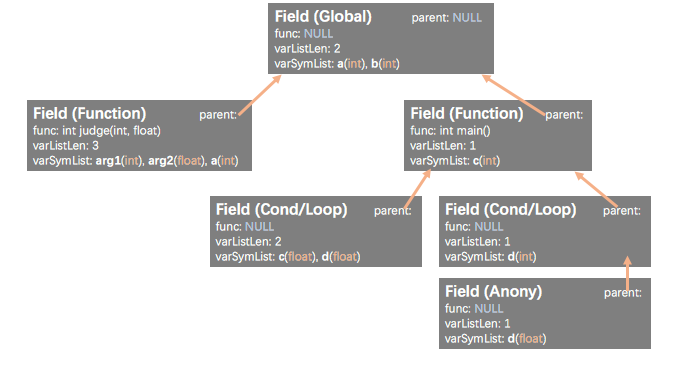 Field (Global) parent: NULL
func: NULL
varListLen: 2
varSymList: a(int), b(int)
Field (Function) parent:
func: int judge(int, float)
varListLen: 3
varSymList: arg1(int), arg2(float), a(int)
Field (Function) parent:
func: int main()
varListLen: 1
varSymList: c(int)
Field (Cond/Loop) parent:
func: NULL
varListLen: 2
varSymList: c(float), d(float)
Field (Cond/Loop) parent:
func: NULL
varListLen: 1
varSymList: d(int)
Field (Anony) parent:
func: NULL
varListLen: 1
varSymList: d(float)